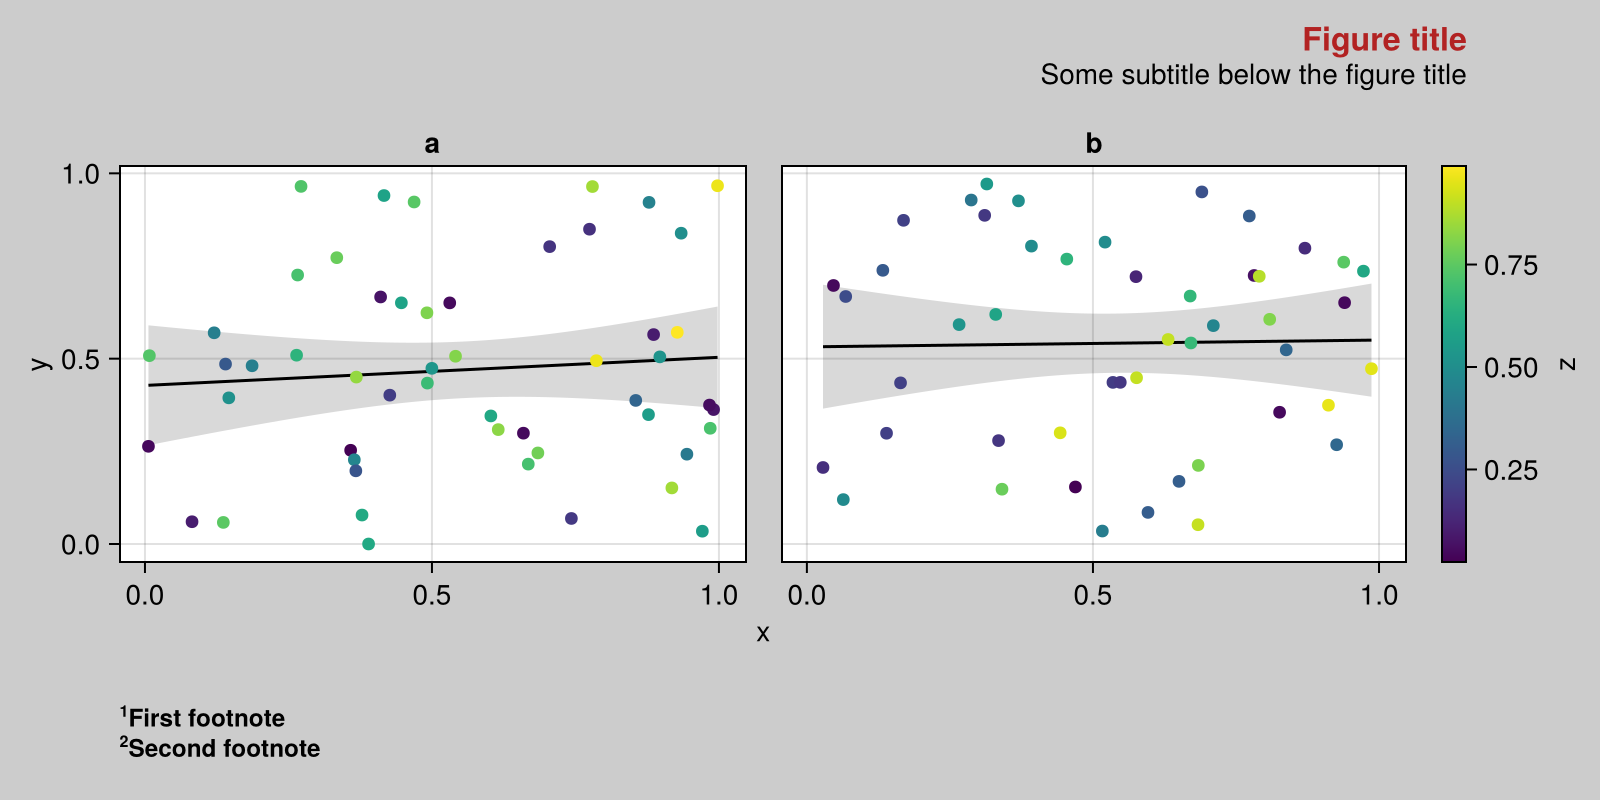 Figure title
Some subtitle below the figure title
a
b
1.0
0.5
0.0
y
0.0
0.5
1.0
0.0
0.5
1.0
x
0.75
0.50
0.25
z
¹First footnote
²Second footnote